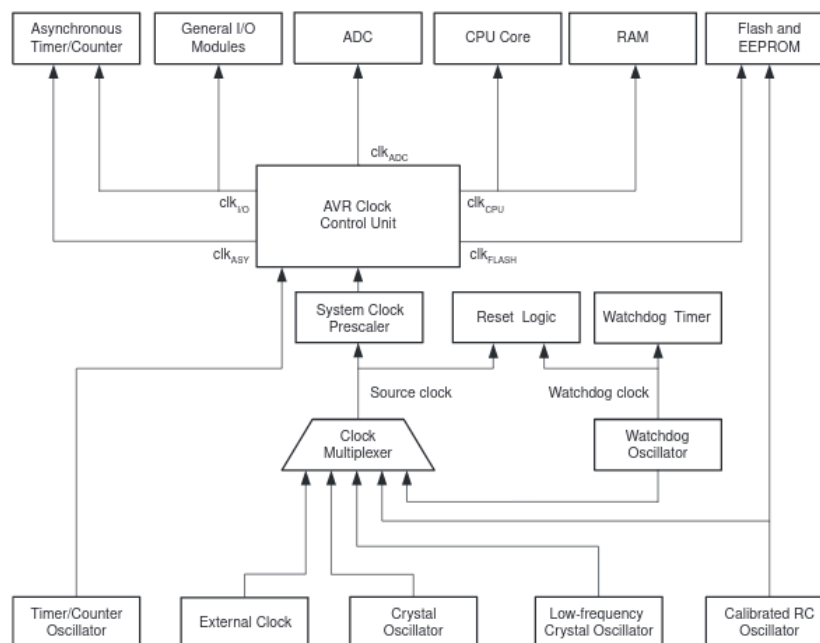 Asynchronous
Timer/Counter
General I/O
Modules
ADC
CPU Core
RAM
Flash and
EEPROM
clkADC
clkI/O
AVR Clock
Control Unit
clkCPU
clkASY
clkFLASH
System Clock
Prescaler
Reset Logic
Watchdog Timer
Source clock
Watchdog clock
Clock
Multiplexer
Watchdog
Oscillator
Timer/Counter
Oscillator
External Clock
Crystal
Oscillator
Low-frequency
Crystal Oscillator
Calibrated RC
Oscillator